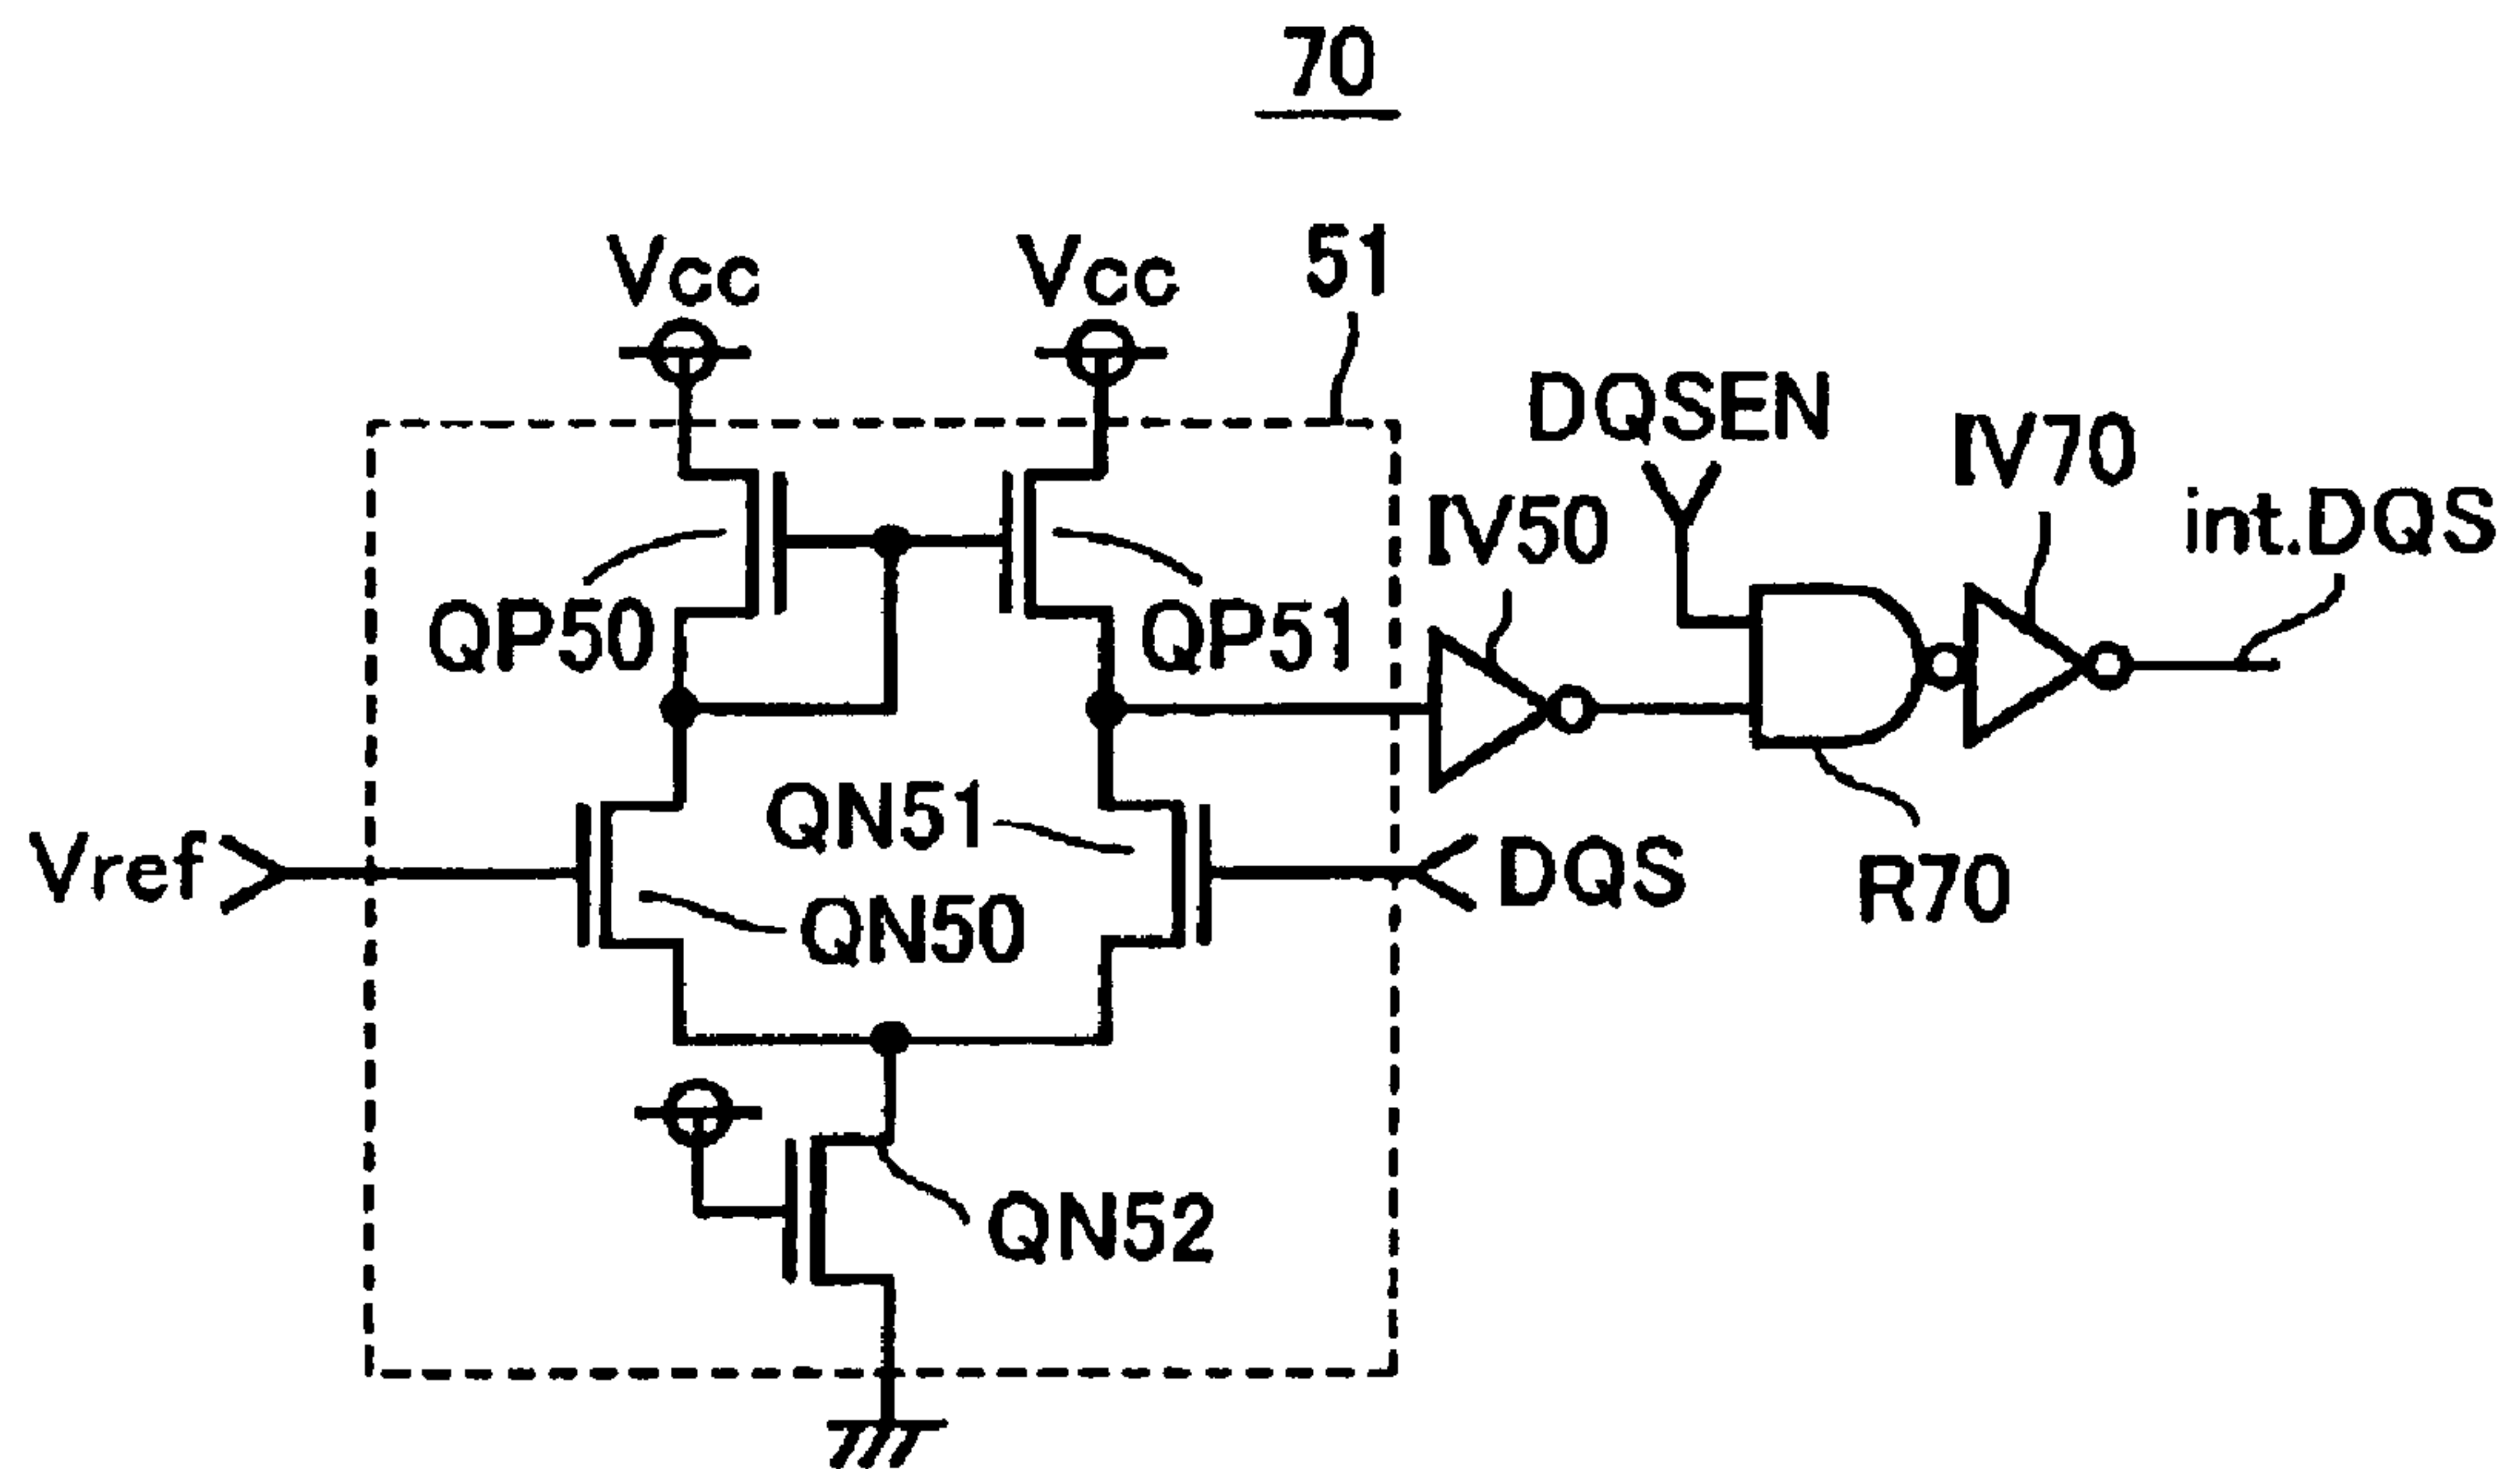 70
Vcc
Vcc
51
DQSEN
IV70
IV50
int.DQS
QP50
QP51
QN51
Vref
DQS
R70
QN50
QN52